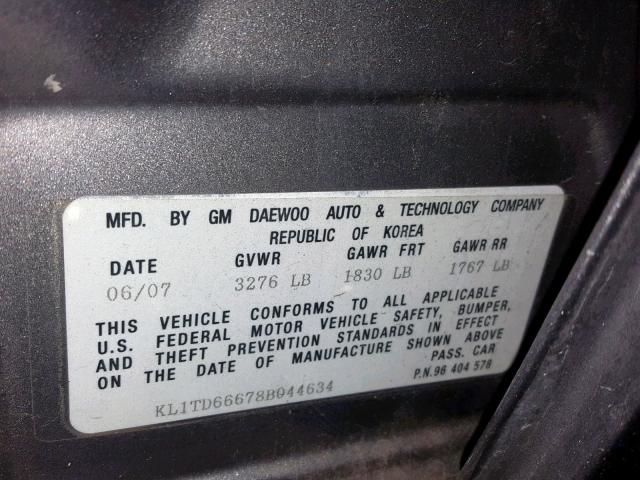 MFD. BY GM DAEWOO AUTO & TECHNOLOGY COMPANY
REPUBLIC OF KOREA
DATE GVWR GAWR FRT GAWR RR
06/07 3276 LB 1830 LB 1767 LB
THIS VEHICLE CONFORMS TO ALL APPLICABLE
U.S. FEDERAL MOTOR VEHICLE SAFETY, BUMPER,
AND THEFT PREVENTION STANDARDS IN EFFECT
ON THE DATE OF MANUFACTURE SHOWN ABOVE
PASS. CAR
KL1TD66678B044634 P.N.96 404 578